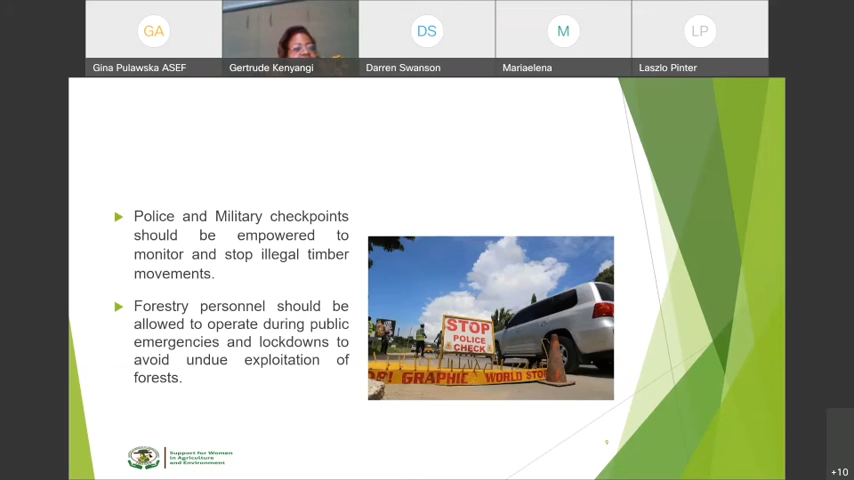 GA
DS
M
LP
Gina Pulawska ASEF
Gertrude Kenyangi
Darren Swanson
Mariaelena
Laszlo Pinter
Police and Military checkpoints
should be empowered to
monitor and stop illegal timber
movements.
Forestry personnel should be
allowed to operate during public
emergencies and lockdowns to
avoid undue exploitation of
forests.
STOP
POLICE
CHECK
GRAPHIC WORLD
9
Support for Women
in Agriculture
and Environment
+10